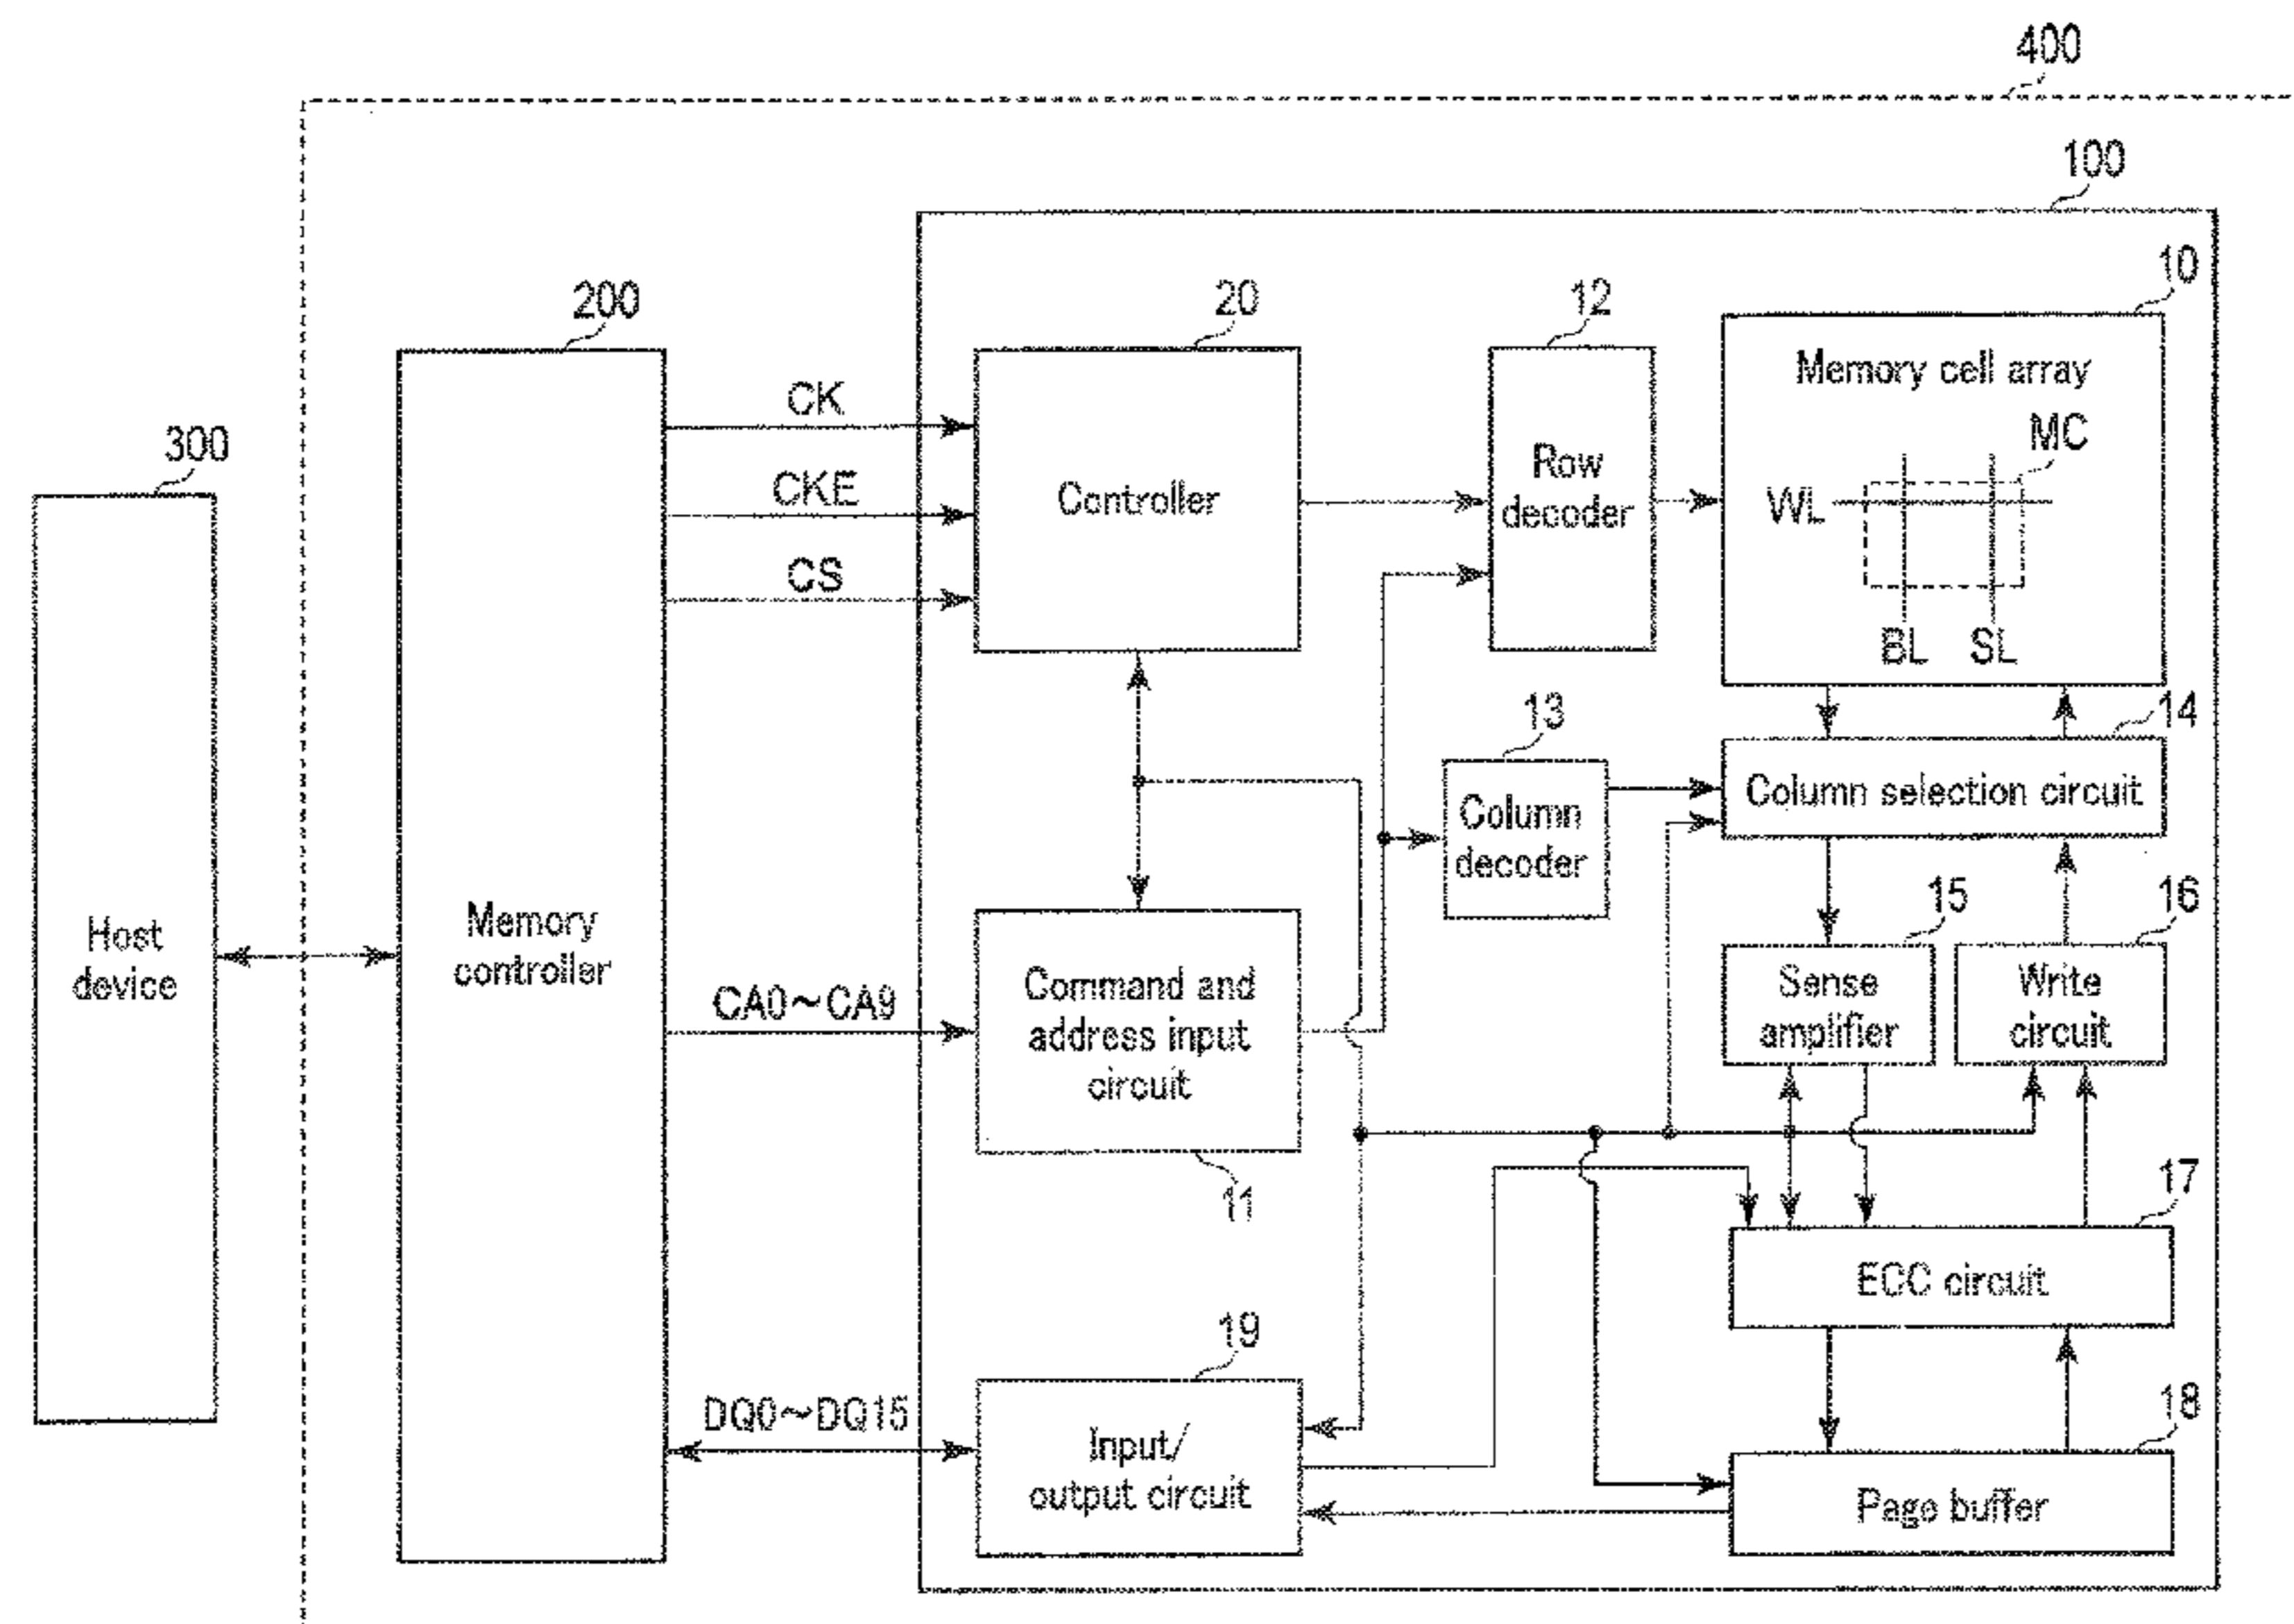 400
100
10
200
20
12
Memory cell array
CK
MC
300
Row
decoder
CKE
Controller
WL
CS
BL SL
13
14
Column selection circuit
Column
decoder
15
16
Host
device
Memory
controller
Command and
address input
circuit
Sense
amplifier
Write
circuit
CA0~CA9
11
17
ECC circuit
19
18
DQ0~DQ15
Input/
output circuit
Page buffer